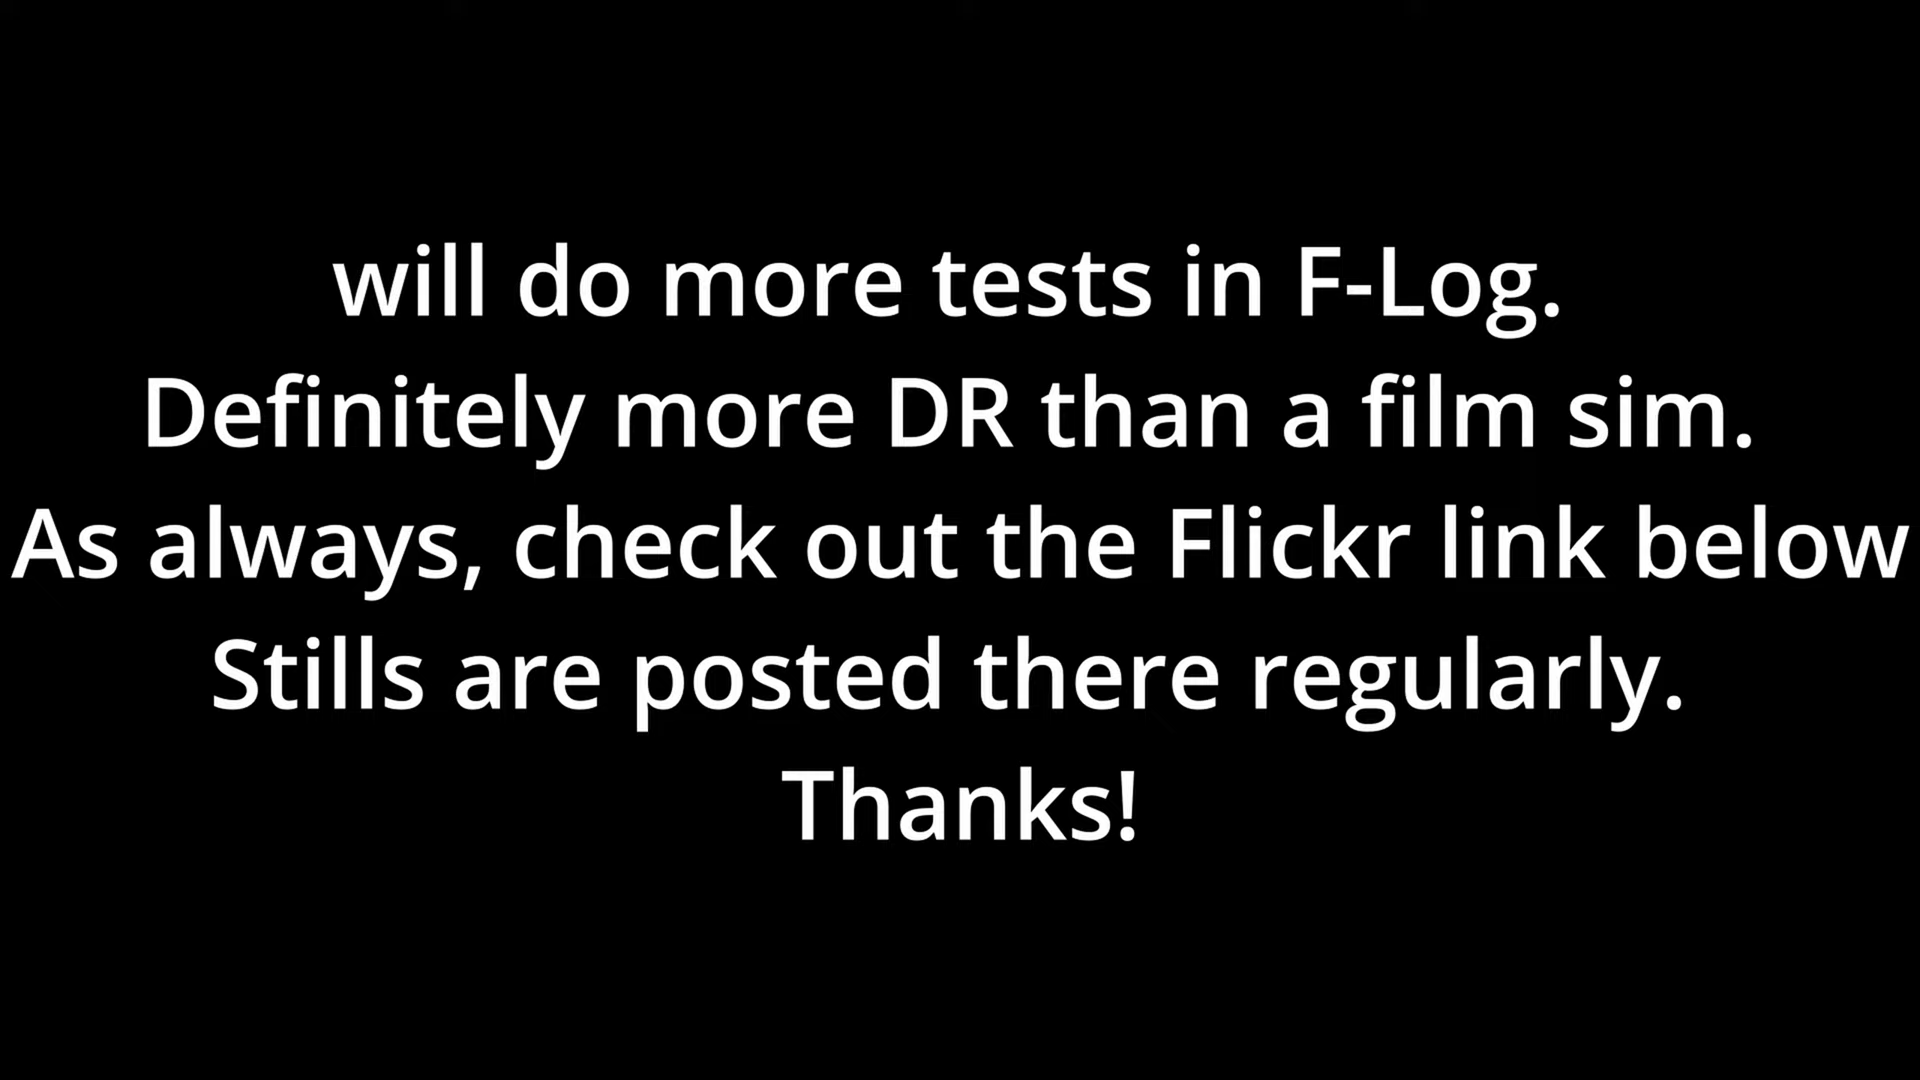 will do more tests in F-Log.
Definitely more DR than a film sim.
As always, check out the Flickr link below
Stills are posted there regularly.
Thanks!